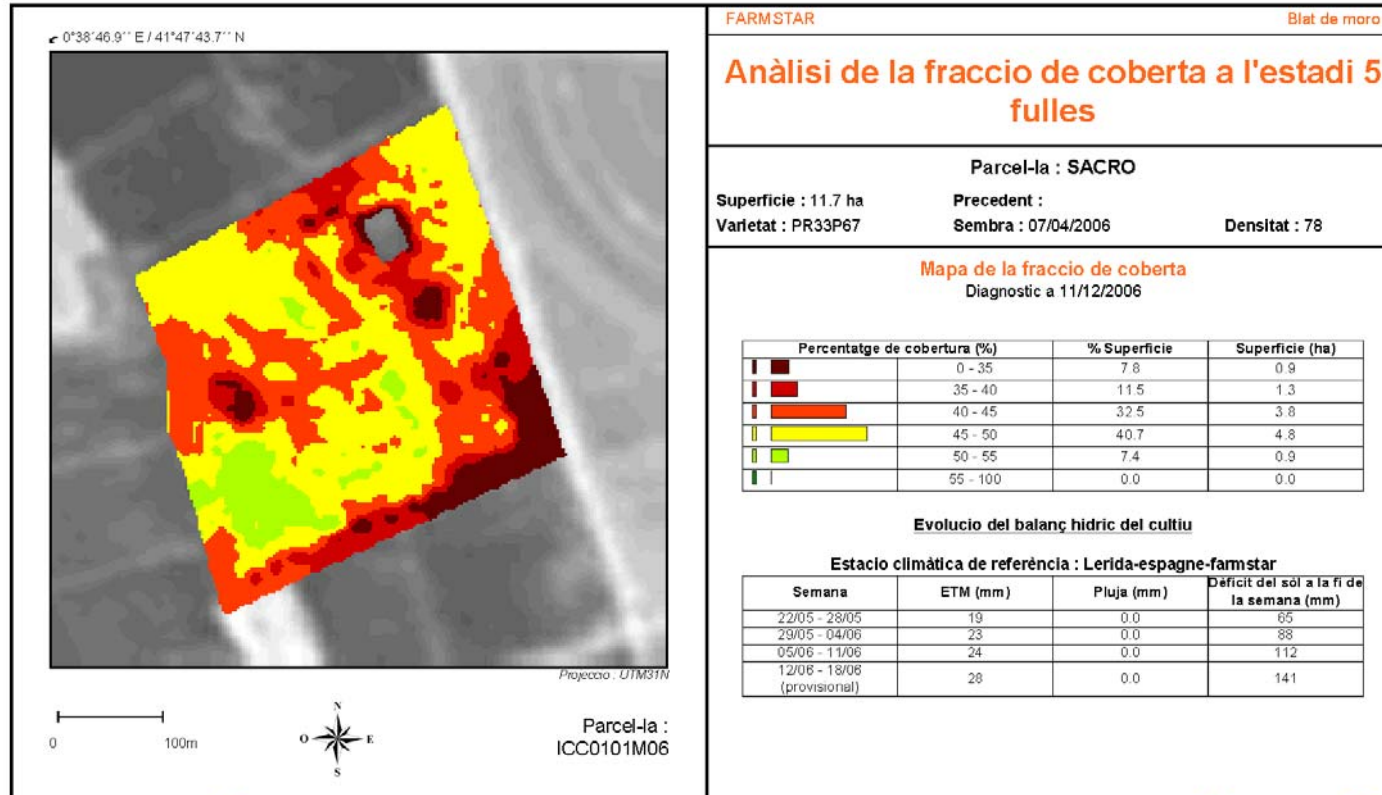 0°38'46.9'' E / 41°47'43.7'' N
Projeccio : UTM31N
0 100m
N
O E
S
Parcel-la :
ICC0101M06
FARMSTAR Blat de moro
Anàlisi de la fraccio de coberta a l'estadi 5
fulles
Parcel-la : SACRO
Superficie : 11.7 ha Precedent :
Varietat : PR33P67 Sembra : 07/04/2006 Densitat : 78
Mapa de la fraccio de coberta
Diagnostic a 11/12/2006
Percentatge de cobertura (%) % Superficie Superficie (ha)
0 - 35 7.8 0.9
35 - 40 11.5 1.3
40 - 45 32.5 3.8
45 - 50 40.7 4.8
50 - 55 7.4 0.9
55 - 100 0.0 0.0
Evolucio del balanç hidric del cultiu
Estacio climàtica de referència : Lerida-espagne-farmstar
Semana ETM (mm) Pluja (mm) Déficit del sòl a la fi de
la semana (mm)
22/05 - 28/05 19 0.0 65
29/05 - 04/06 23 0.0 88
05/06 - 11/06 24 0.0 112
12/06 - 18/06
(provisional) 28 0.0 141